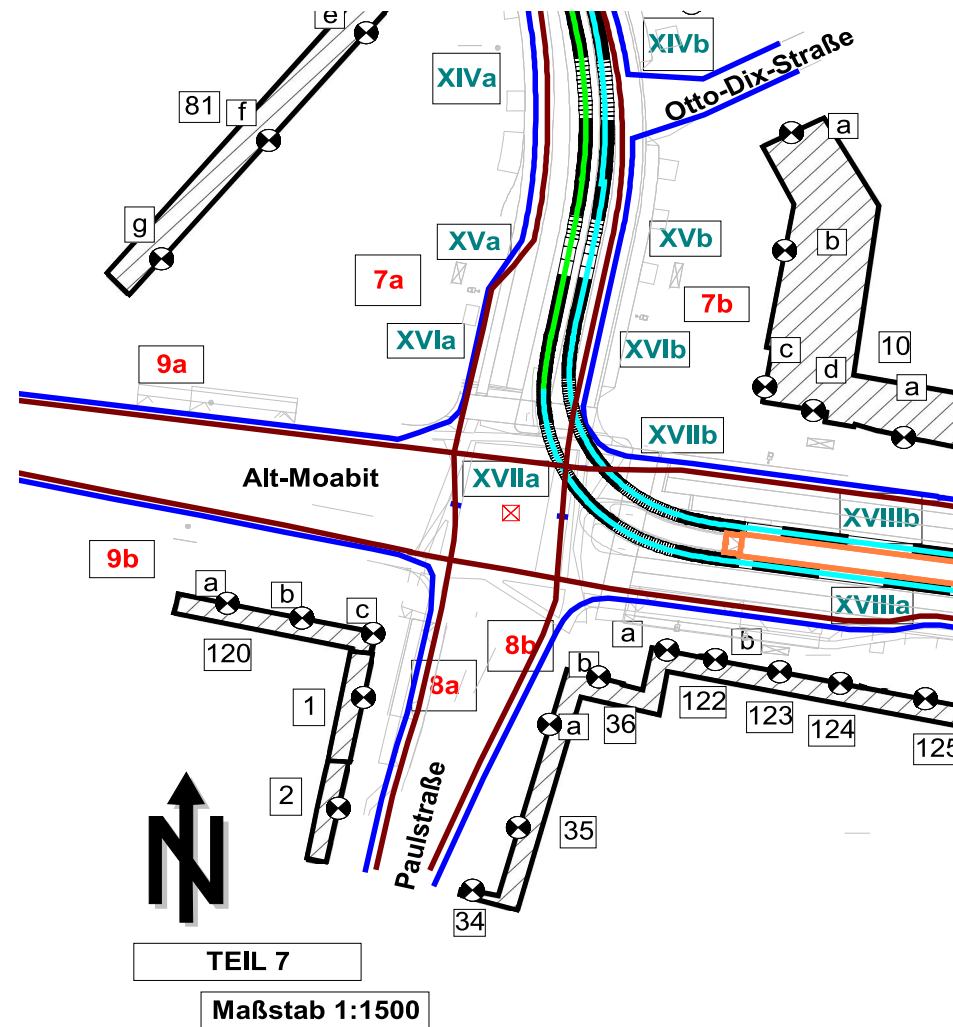 e
XIVb
XIVa
Otto-Dix-Straße
81
f
a
g
XVa
XVb
b
7a
7b
XVIa
XVIb
10
9a
c
d
a
XVIIb
Alt-Moabit
XVIIa
XVIIIb
9b
a
b
c
XVIIIa
120
8b
a
b
8a
b
1
36
122
a
123
124
125
2
35
Paulstraße
34
N
TEIL 7
Maßstab 1:1500